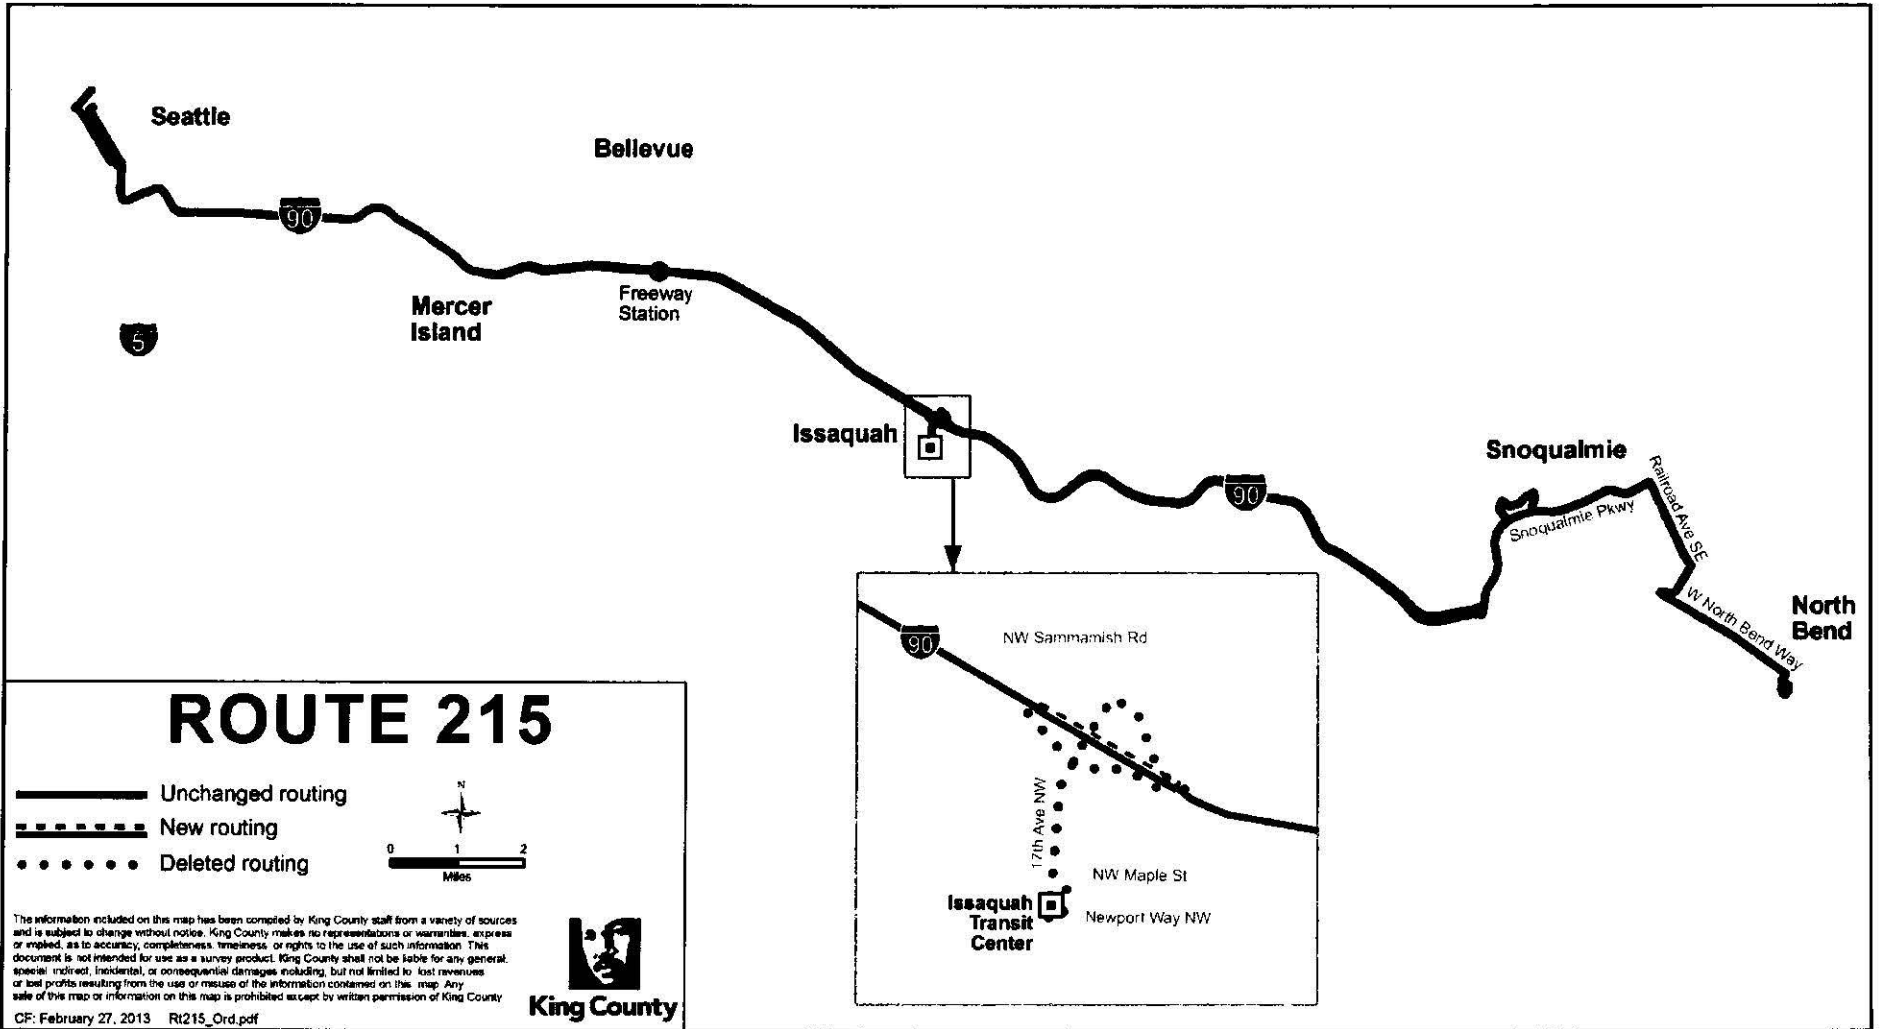 Seattle
Bellevue
90
Freeway
Station
Mercer
Island
5
Issaquah
Snoqualmie
90
Railroad Ave SE
Snoqualmie Pkwy
W North Bend Way
North
Bend
NW Sammamish Rd
90
17th Ave NW
NW Maple St
Issaquah
Transit
Center
Newport Way NW
ROUTE 215
Unchanged routing
New routing
Deleted routing
N
0 1 2
Miles
The information included on this map has been compiled by King County staff from a variety of sources
and is subject to change without notice. King County makes no representations or warranties, express
or implied, as to accuracy, completeness, timeliness, or rights to the use of such information. This
document is not intended for use as a survey product. King County shall not be liable for any general,
special, indirect, incidental, or consequential damages including, but not limited to, lost revenues
or lost profits resulting from the use or misuse of the information contained on this map. Any
sale of this map or information on this map is prohibited except by written permission of King County
King County
CF: February 27, 2013 Rt215_Ord.pdf